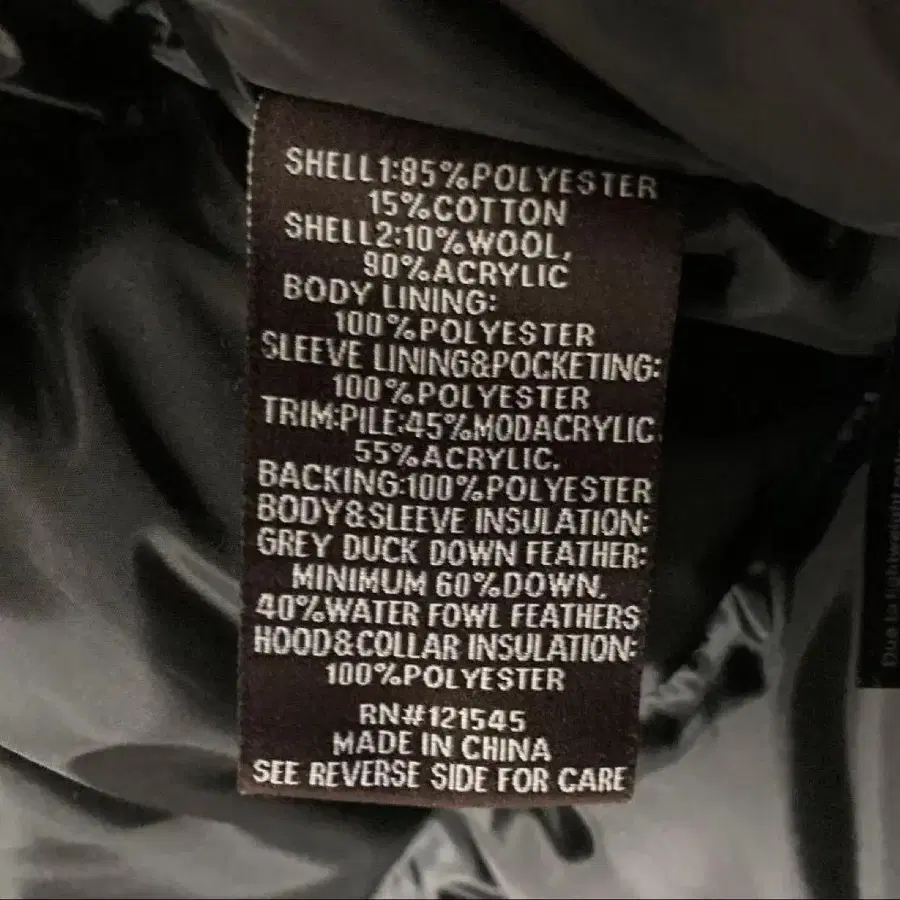 SHELL1:85%POLYESTER
15%COTTON
SHELL2:10%WOOL,
90%ACRYLIC
BODY LINING:
100%POLYESTER
SLEEVE LINING&POCKETING:
100%POLYESTER
TRIM:PILE:45%MODACRYLIC,
55%ACRYLIC.
BACKING:100%POLYESTER
BODY&SLEEVE INSULATION:
GREY DUCK DOWN FEATHER:
MINIMUM 60%DOWN,
40%WATER FOWL FEATHERS
HOOD&COLLAR INSULATION:
100%POLYESTER
RN#121545
MADE IN CHINA
SEE REVERSE SIDE FOR CARE
Due to lightweight